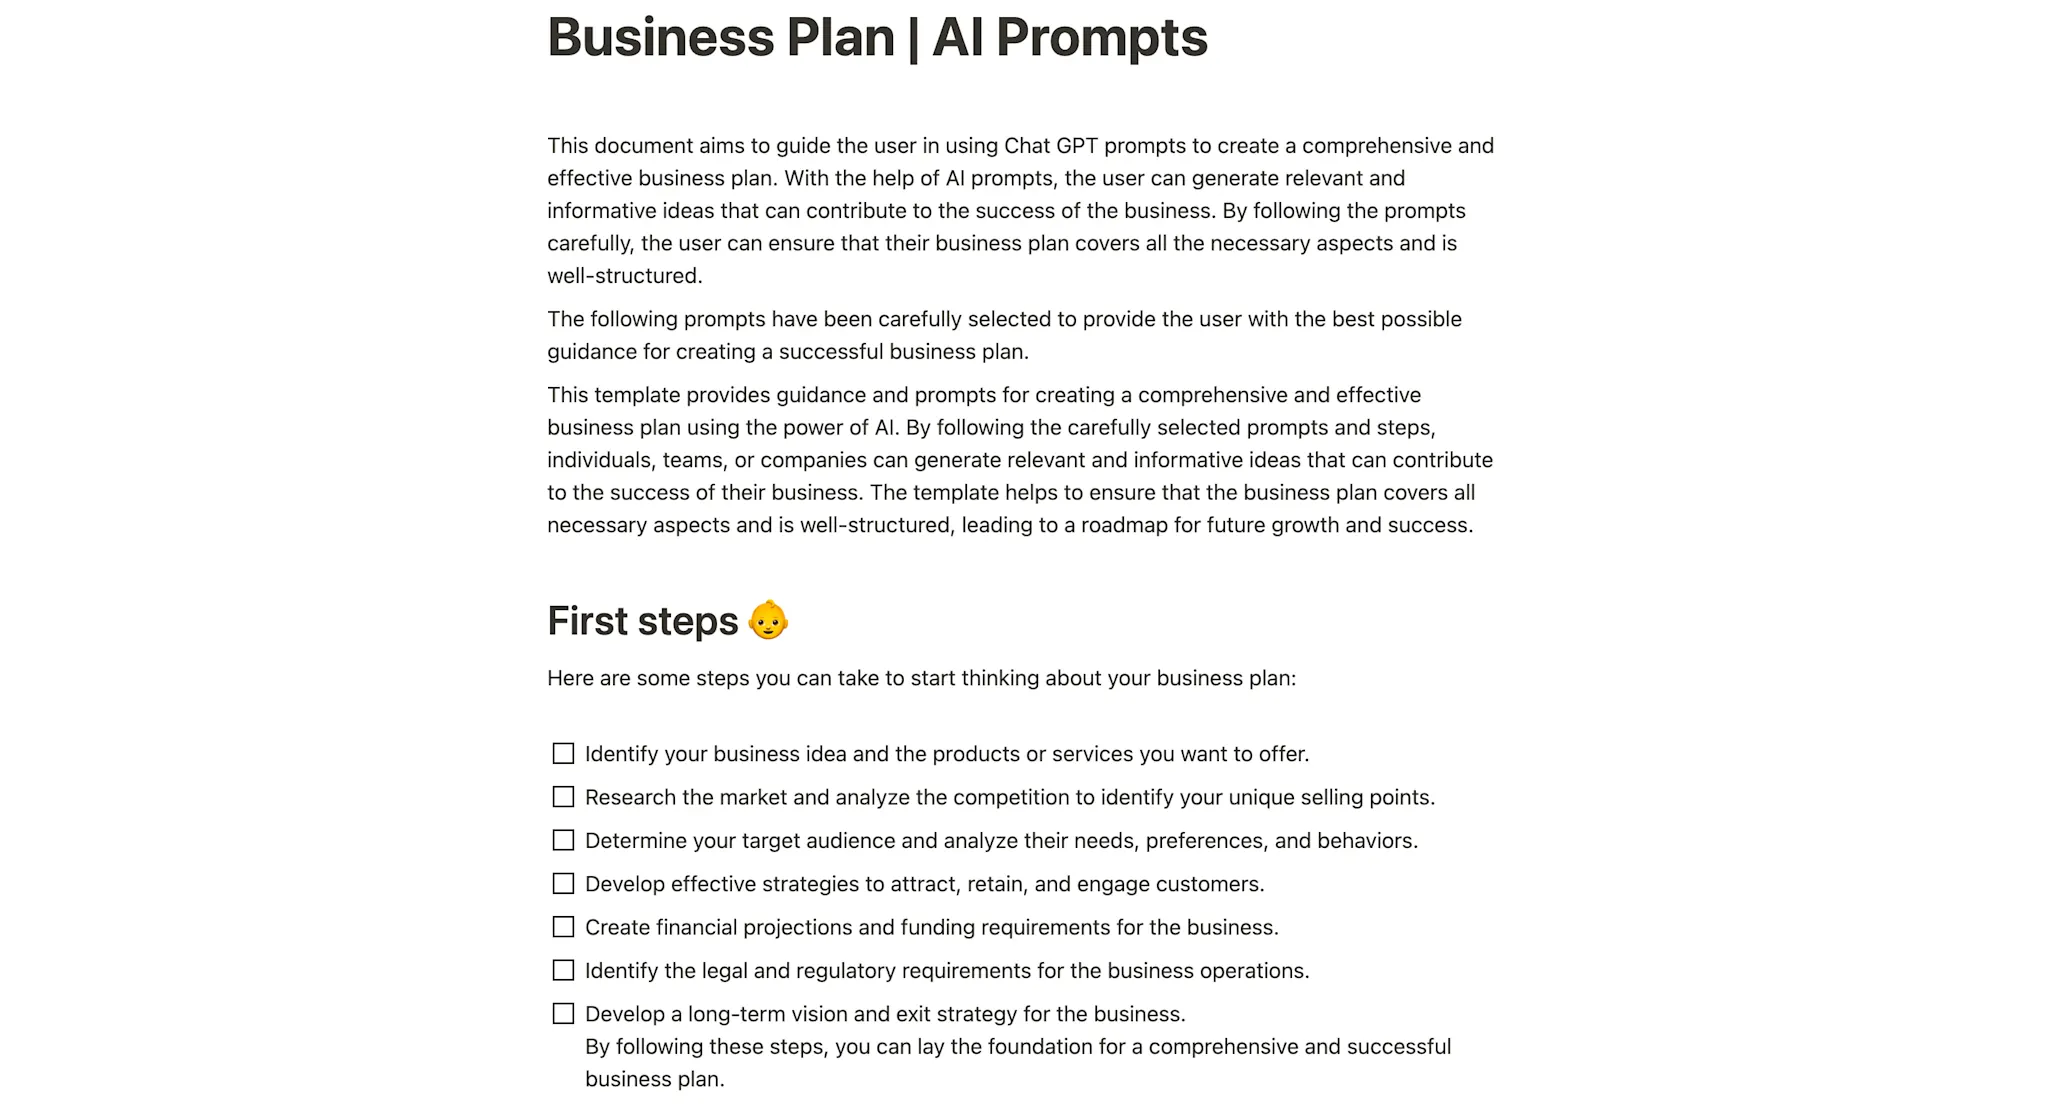 Business Plan | AI Prompts
This document aims to guide the user in using Chat GPT prompts to create a comprehensive and
effective business plan. With the help of AI prompts, the user can generate relevant and
informative ideas that can contribute to the success of the business. By following the prompts
carefully, the user can ensure that their business plan covers all the necessary aspects and is
well-structured.
The following prompts have been carefully selected to provide the user with the best possible
guidance for creating a successful business plan.
This template provides guidance and prompts for creating a comprehensive and effective
business plan using the power of AI. By following the carefully selected prompts and steps,
individuals, teams, or companies can generate relevant and informative ideas that can contribute
to the success of their business. The template helps to ensure that the business plan covers all
necessary aspects and is well-structured, leading to a roadmap for future growth and success.
First steps 👶
Here are some steps you can take to start thinking about your business plan:
Identify your business idea and the products or services you want to offer.
Research the market and analyze the competition to identify your unique selling points.
Determine your target audience and analyze their needs, preferences, and behaviors.
Develop effective strategies to attract, retain, and engage customers.
Create financial projections and funding requirements for the business.
Identify the legal and regulatory requirements for the business operations.
Develop a long-term vision and exit strategy for the business.
By following these steps, you can lay the foundation for a comprehensive and successful
business plan.